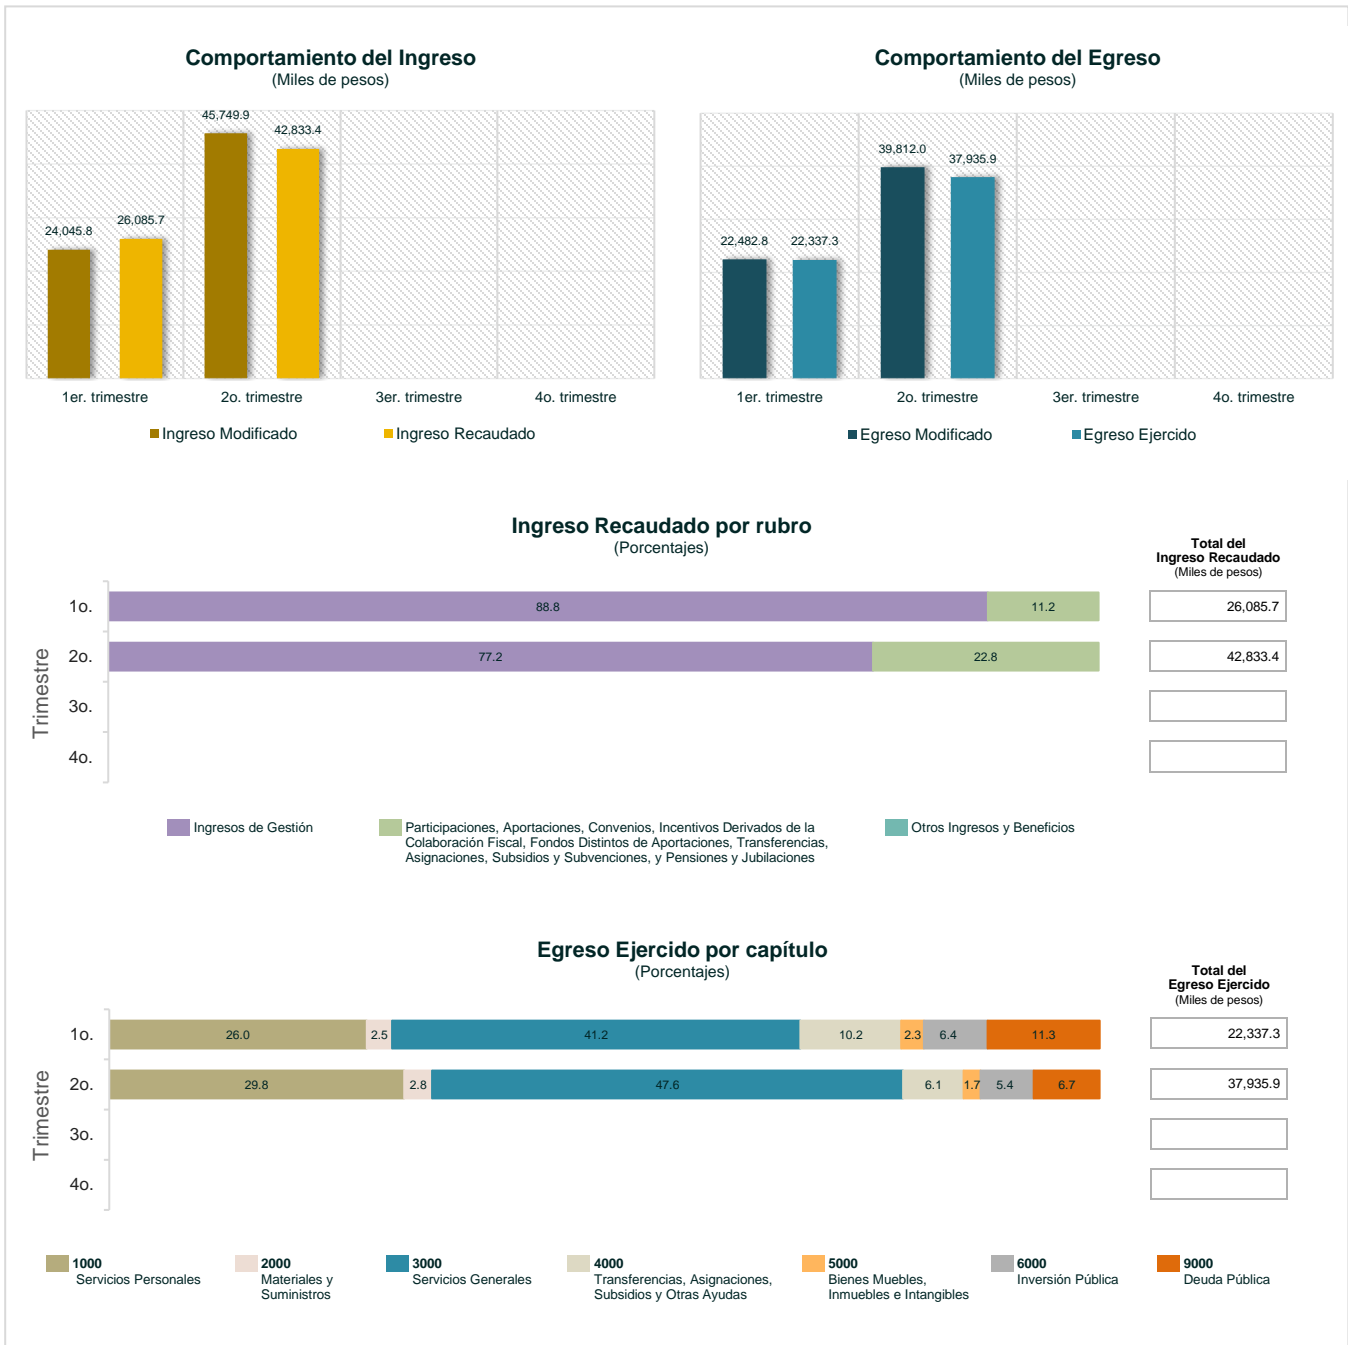 Comportamiento del Ingreso
(Miles de pesos)
45,749.9
42,833.4
26,085.7
24,045.8
1er. trimestre
2o. trimestre
3er. trimestre
4o. trimestre
Ingreso Modificado
Ingreso Recaudado
Comportamiento del Egreso
(Miles de pesos)
39,812.0
37,935.9
22,482.8
22,337.3
1er. trimestre
2o. trimestre
3er. trimestre
4o. trimestre
Egreso Modificado
Egreso Ejercido
Ingreso Recaudado por rubro
(Porcentajes)
Total del
Ingreso Recaudado
(Miles de pesos)
Trimestre
1o.
88.8
11.2
26,085.7
2o.
77.2
22.8
42,833.4
3o.
4o.
Ingresos de Gestión
Participaciones, Aportaciones, Convenios, Incentivos Derivados de la
Colaboración Fiscal, Fondos Distintos de Aportaciones, Transferencias,
Asignaciones, Subsidios y Subvenciones, y Pensiones y Jubilaciones
Otros Ingresos y Beneficios
Egreso Ejercido por capítulo
(Porcentajes)
Total del
Egreso Ejercido
(Miles de pesos)
Trimestre
1o.
26.0
2.5
41.2
10.2
2.3
6.4
11.3
22,337.3
2o.
29.8
2.8
47.6
6.1
1.7
5.4
6.7
37,935.9
3o.
4o.
1000
Servicios Personales
2000
Materiales y
Suministros
3000
Servicios Generales
4000
Transferencias, Asignaciones,
Subsidios y Otras Ayudas
5000
Bienes Muebles,
Inmuebles e Intangibles
6000
Inversión Pública
9000
Deuda Pública